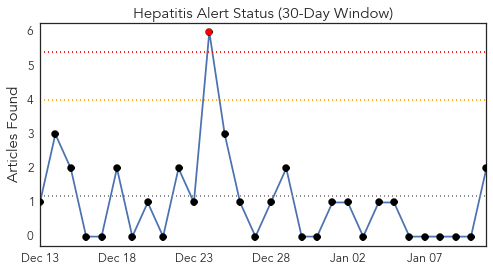 Hepatitis Alert Status (30-Day Window)
Articles Found
6
5
4
3
2
1
0
Dec 13 Dec 18 Dec 23 Dec 28 Jan 02 Jan 07